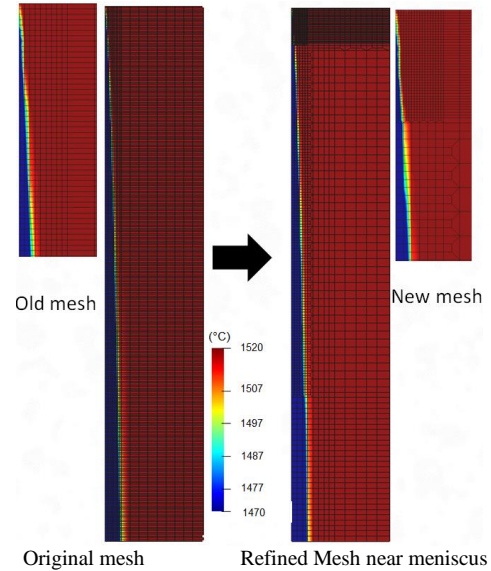 Old mesh
New mesh
(°C)
1520
1507
1497
1487
1477
1470
Original mesh
Refined Mesh near meniscus